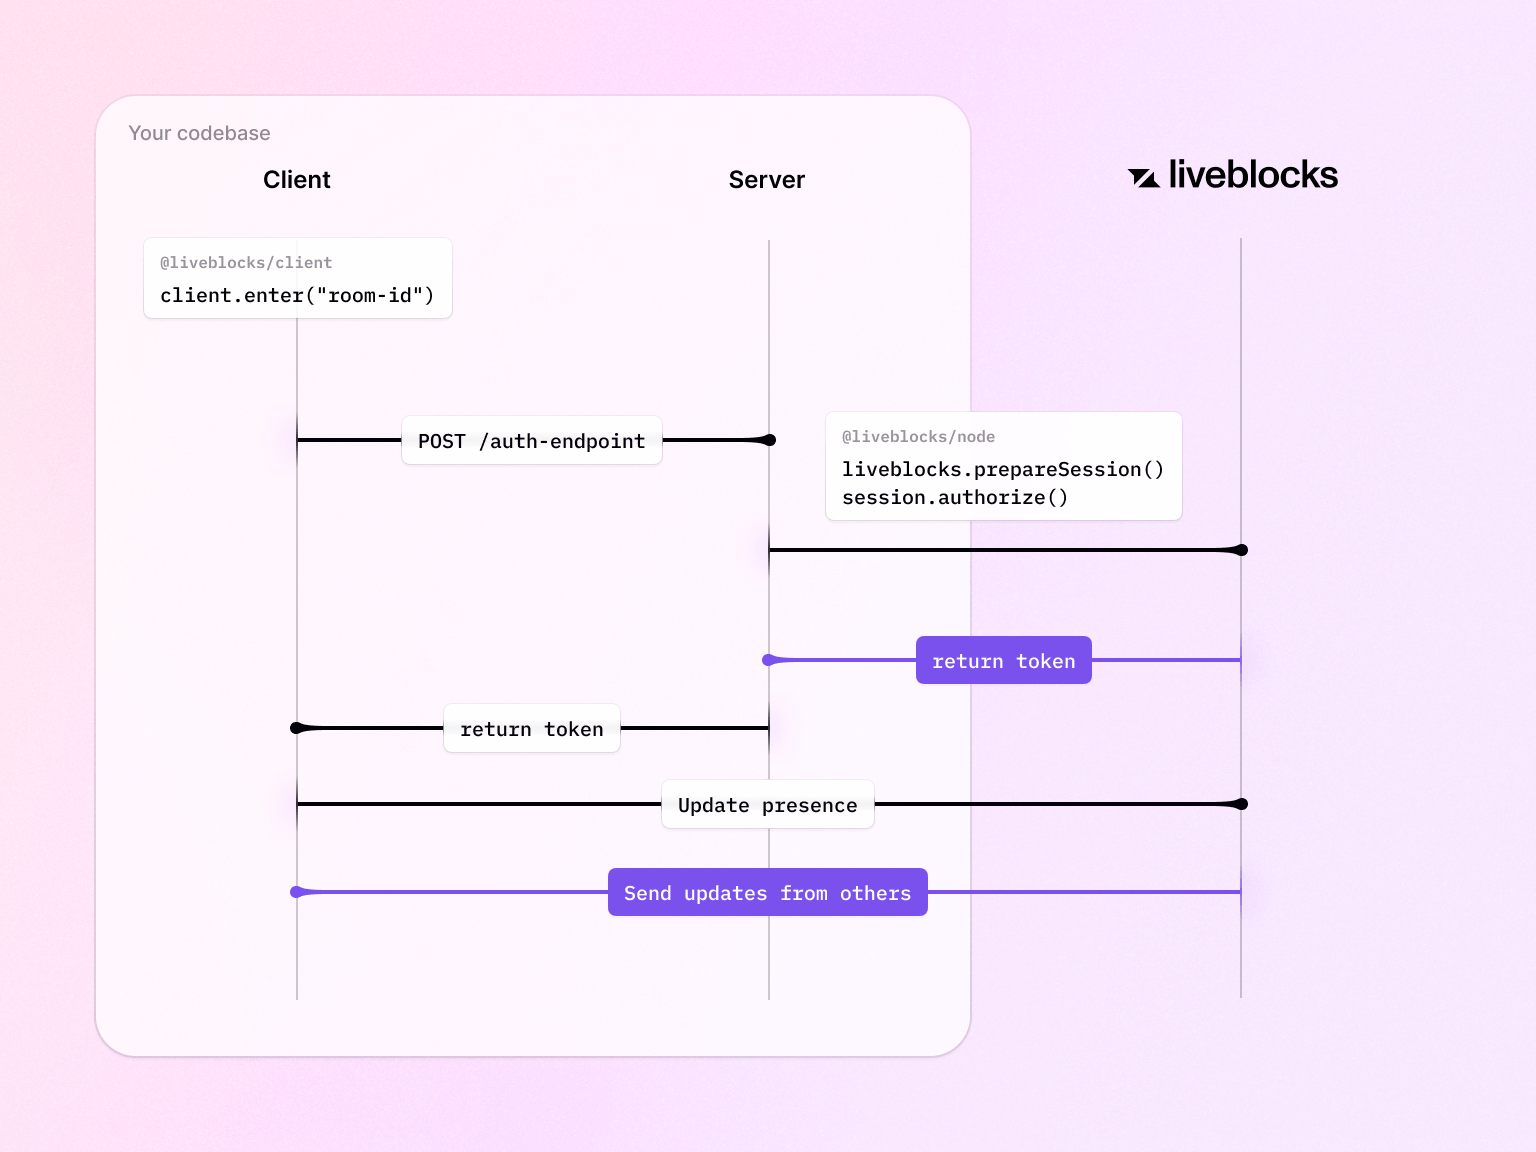 Your codebase
Client
Server
liveblocks
@liveblocks/client
client.enter("room-id")
POST /auth-endpoint
@liveblocks/node
liveblocks.prepareSession()
session.authorize()
return token
return token
Update presence
Send updates from others